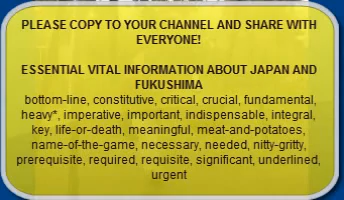 PLEASE COPY TO YOUR CHANNEL AND SHARE WITH
EVERYONE!
ESSENTIAL VITAL INFORMATION ABOUT JAPAN AND
FUKUSHIMA
bottom-line, constitutive, critical, crucial, fundamental,
heavy*, imperative, important, indispensable, integral,
key, life-or-death, meaningful, meat-and-potatoes,
name-of-the-game, necessary, needed, nitty-gritty,
prerequisite, required, requisite, significant, underlined,
urgent